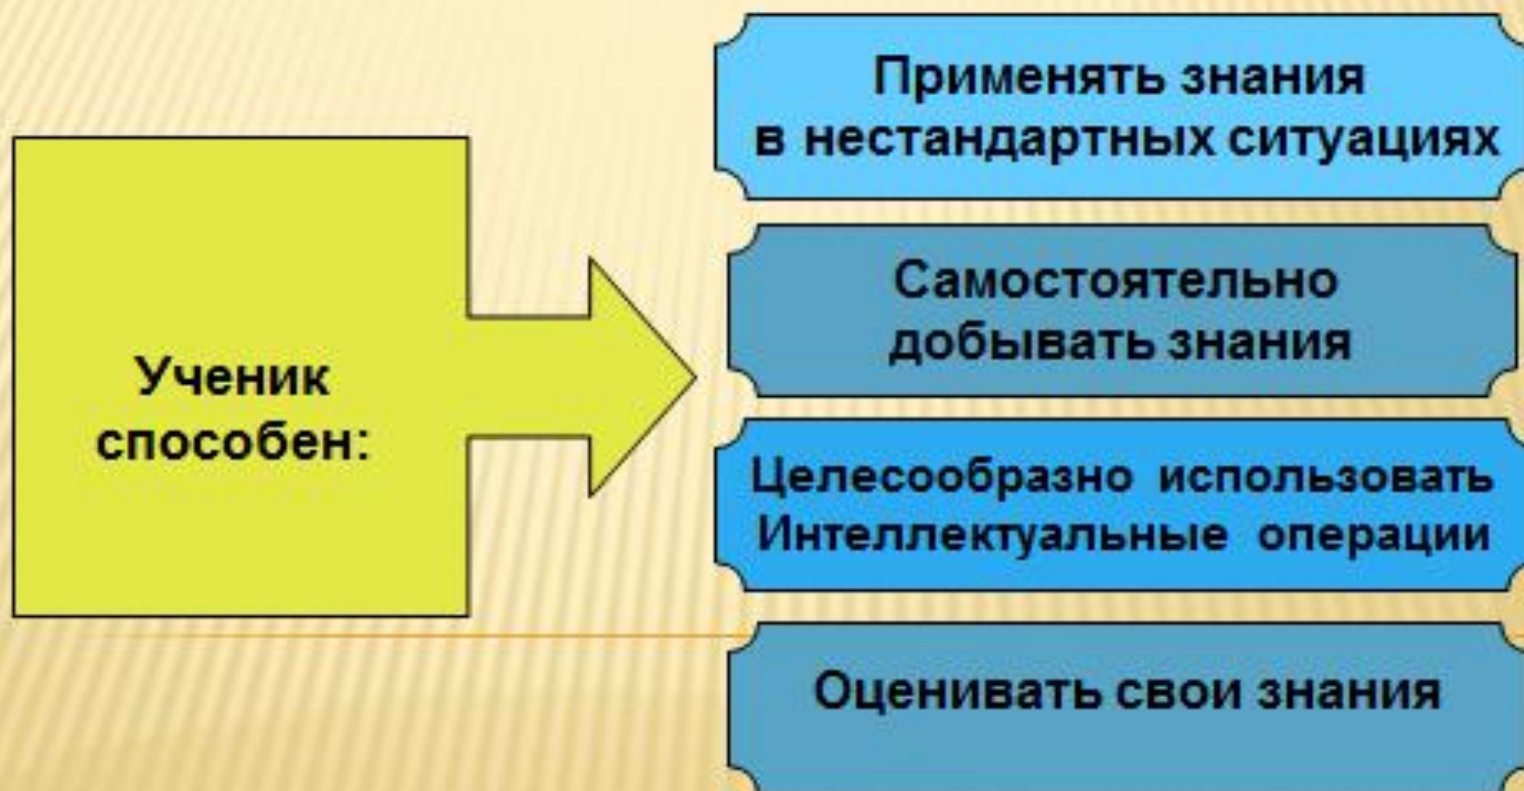 Ученик
способен:
Применять знания
в нестандартных ситуациях
Самостоятельно
добывать знания
Целесообразно использовать
Интеллектуальные операции
Оценивать свои знания